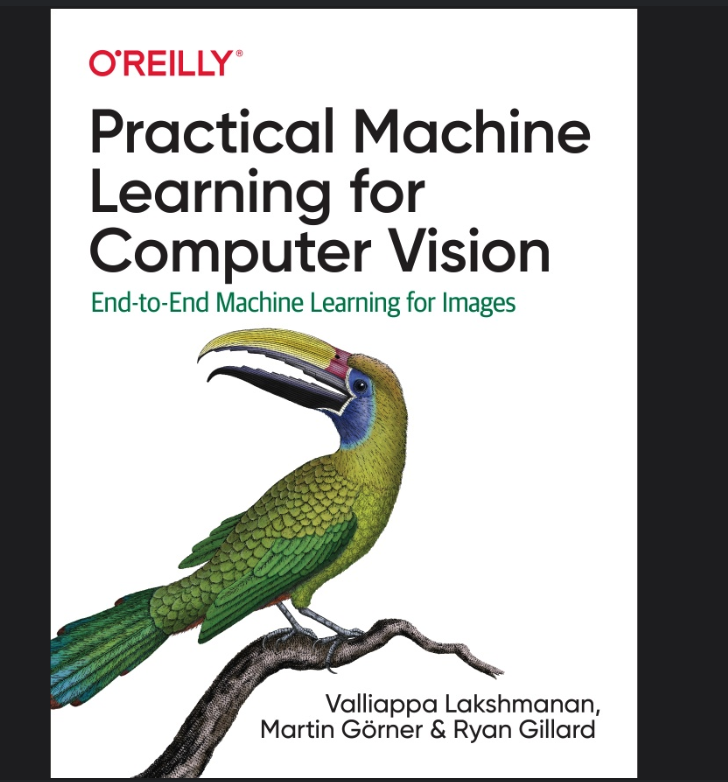 O'REILLY®
Practical Machine
Learning for
Computer Vision
End-to-End Machine Learning for Images
Valliappa Lakshmanan,
Martin Görner & Ryan Gillard